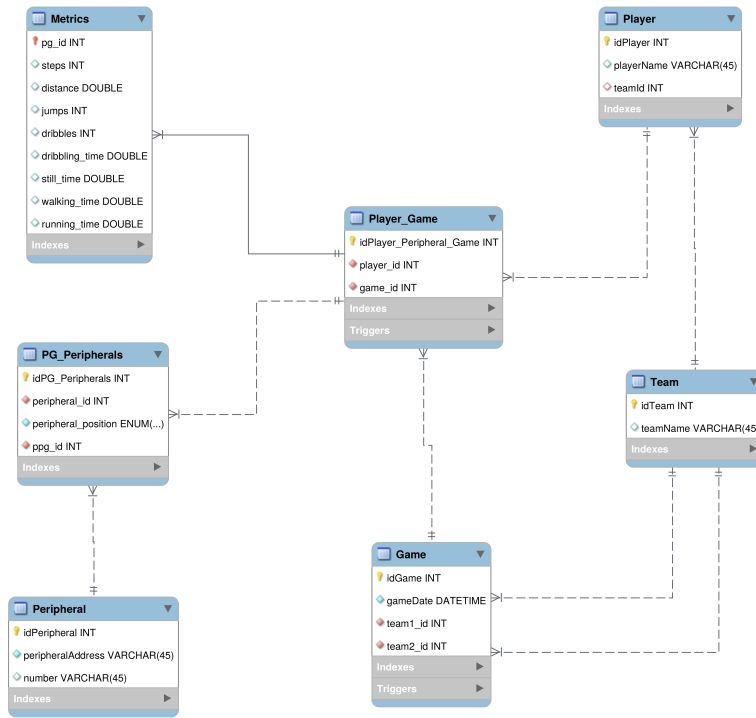 Metrics
pg_id INT
steps INT
distance DOUBLE
jumps INT
dribbles INT
dribbling_time DOUBLE
still_time DOUBLE
walking_time DOUBLE
running_time DOUBLE
Indexes
Player
idPlayer INT
playerName VARCHAR(45)
teamId INT
Indexes
Player_Game
idPlayer_Peripheral_Game INT
player_id INT
game_id INT
Indexes
Triggers
PG_Peripherals
idPG_Peripherals INT
peripheral_id INT
peripheral_position ENUM(...)
ppg_id INT
Indexes
Team
idTeam INT
teamName VARCHAR(45
Indexes
Game
idGame INT
gameDate DATETIME
team1_id INT
team2_id INT
Indexes
Triggers
Peripheral
idPeripheral INT
peripheralAddress VARCHAR(45)
number VARCHAR(45)
Indexes